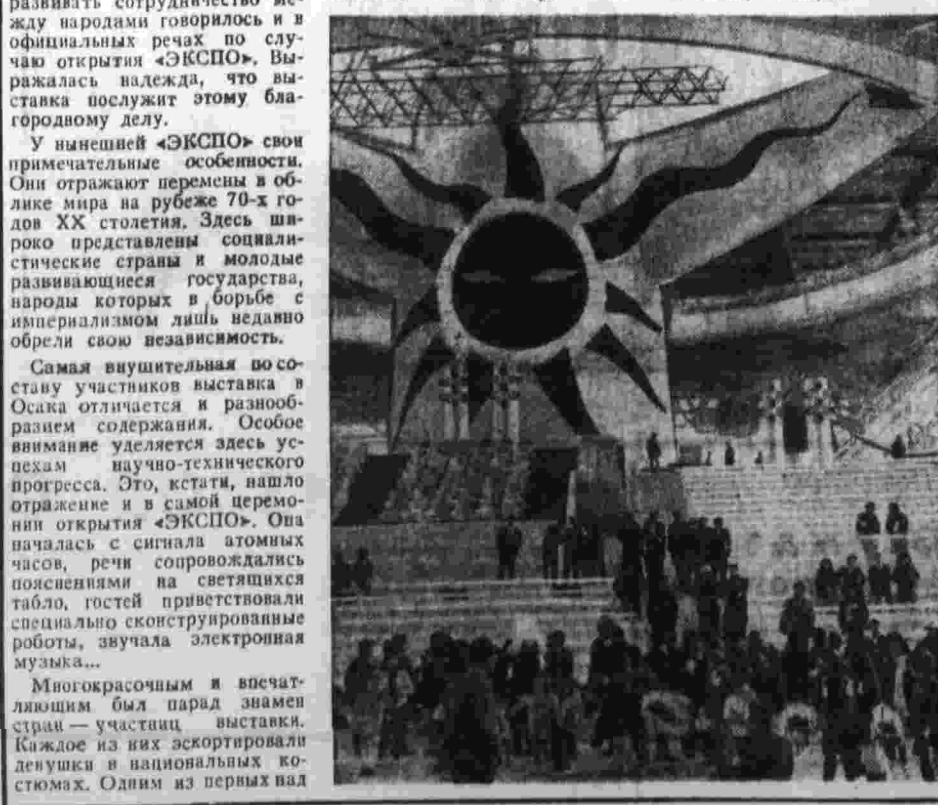 развивать сотрудничество ме-
жду народами говорилось и в
официальных речах по слу-
чаю открытия «ЭКСПО». Вы-
ражалась надежда, что вы-
ставка послужит этому бла-
городному делу.
У нынешней «ЭКСПО» свои
примечательные особенности.
Они отражают перемены в об-
лике мира на рубеже 70-х го-
дов XX столетия. Здесь ши-
роко представлены социали-
стические страны и молодые
развивающиеся государства,
народы которых в борьбе с
империализмом лишь недавно
обрели свою независимость.
Самая внушительная по со-
ставу участников выставка в
Осака отличается и разнооб-
разием содержания. Особое
внимание уделяется здесь ус-
пехам научно-технического
прогресса. Это, кстати, нашло
отражение и в самой церемо-
нии открытия «ЭКСПО». Она
началась с сигнала атомных
часов, речи сопровождались
пояснениями на светящихся
табло, гостей приветствовали
специально сконструированные
роботы, звучала электронная
музыка...
Многокрасочным и впечат-
ляющим был парад знамен
стран — участниц выставки.
Каждое из них эскортировали
девушки в национальных ко-
стюмах. Одним из первых над